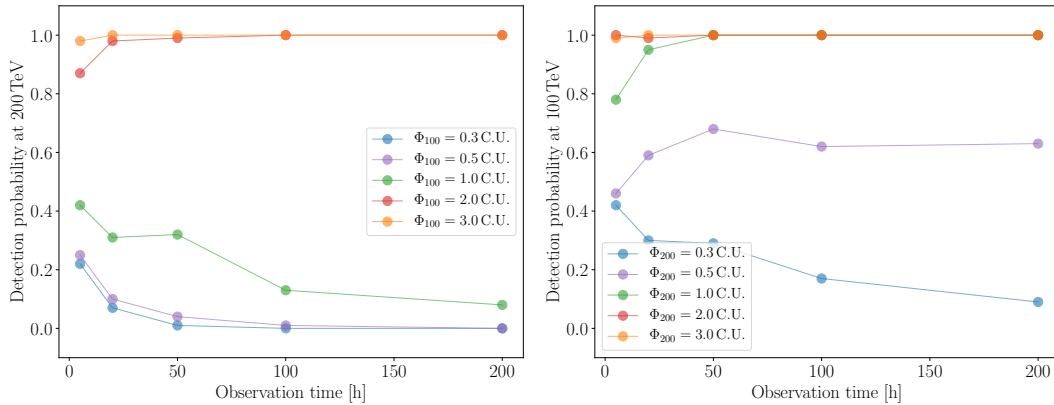 Detection probability at 200 TeV
1.0
0.8
0.6
0.4
0.2
0.0
Φ₁₀₀ = 0.3 C.U.
Φ₁₀₀ = 0.5 C.U.
Φ₁₀₀ = 1.0 C.U.
Φ₁₀₀ = 2.0 C.U.
Φ₁₀₀ = 3.0 C.U.
0 50 100 150 200
Observation time [h]
Detection probability at 100 TeV
1.0
0.8
0.6
0.4
0.2
0.0
Φ₂₀₀ = 0.3 C.U.
Φ₂₀₀ = 0.5 C.U.
Φ₂₀₀ = 1.0 C.U.
Φ₂₀₀ = 2.0 C.U.
Φ₂₀₀ = 3.0 C.U.
0 50 100 150 200
Observation time [h]